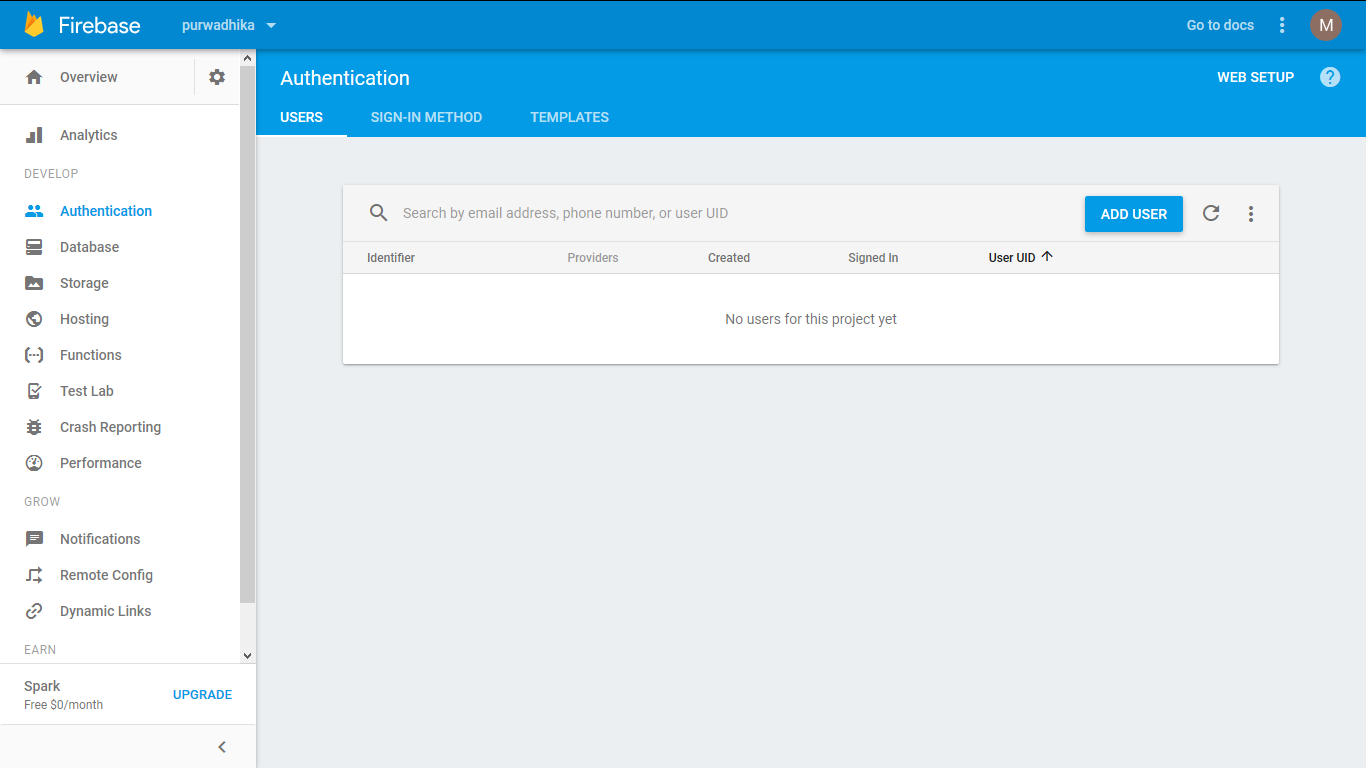 Firebase
purwadhika
Go to docs
M
Overview
Analytics
DEVELOP
Authentication
Database
Storage
Hosting
Functions
Test Lab
Crash Reporting
Performance
GROW
Notifications
Remote Config
Dynamic Links
EARN
Spark
Free $0/month
UPGRADE
Authentication
WEB SETUP
?
USERS SIGN-IN METHOD TEMPLATES
Search by email address, phone number, or user UID
ADD USER
Identifier Providers Created Signed In User UID
No users for this project yet